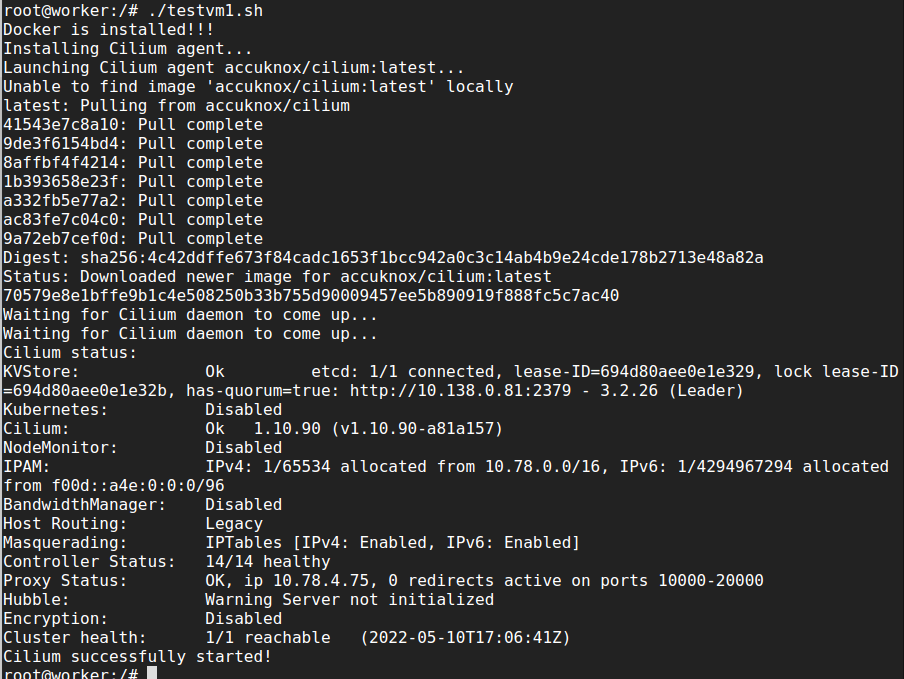 root@worker:/# ./testvm1.sh
Docker is installed!!!
Installing Cilium agent...
Launching Cilium agent accuknox/cilium:latest...
Unable to find image 'accuknox/cilium:latest' locally
latest: Pulling from accuknox/cilium
41543e7c8a10: Pull complete
9de3f6154bd4: Pull complete
8affbf4f4214: Pull complete
1b393658e23f: Pull complete
a332fb5e77a2: Pull complete
ac83fe7c04c0: Pull complete
9a72eb7cef0d: Pull complete
Digest: sha256:4c42ddffe673f84cadc1653f1bcc942a0c3c14ab4b9e24cde178b2713e48a82a
Status: Downloaded newer image for accuknox/cilium:latest
70579e8e1bffe9b1c4e508250b33b755d90009457ee5b890919f888fc5c7ac40
Waiting for Cilium daemon to come up...
Waiting for Cilium daemon to come up...
Cilium status:
KVStore:             Ok         etcd: 1/1 connected, lease-ID=694d80aee0e1e329, lock lease-ID
=694d80aee0e1e32b, has-quorum=true: http://10.138.0.81:2379 - 3.2.26 (Leader)
Kubernetes:          Disabled
Cilium:              Ok   1.10.90 (v1.10.90-a81a157)
NodeMonitor:         Disabled
IPAM:                IPv4: 1/65534 allocated from 10.78.0.0/16, IPv6: 1/4294967294 allocated
from f00d::a4e:0:0:0/96
BandwidthManager:    Disabled
Host Routing:        Legacy
Masquerading:        IPTables [IPv4: Enabled, IPv6: Enabled]
Controller Status:   14/14 healthy
Proxy Status:        OK, ip 10.78.4.75, 0 redirects active on ports 10000-20000
Hubble:              Warning Server not initialized
Encryption:          Disabled
Cluster health:      1/1 reachable   (2022-05-10T17:06:41Z)
Cilium successfully started!
root@worker:/#